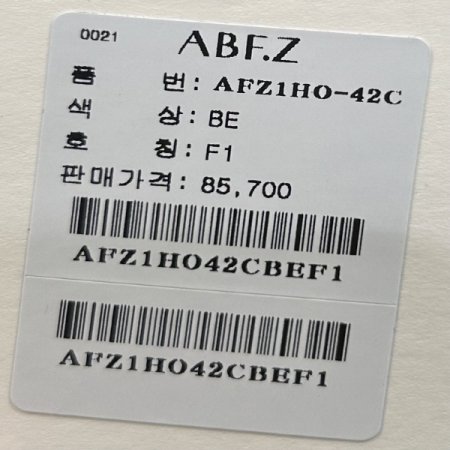 0021 ABF.Z
품 번: AFZ1HO-42C
색 상: BE
호 칭: F1
판매가격: 85,700
AFZ1HO42CBEF1
AFZ1HO42CBEF1